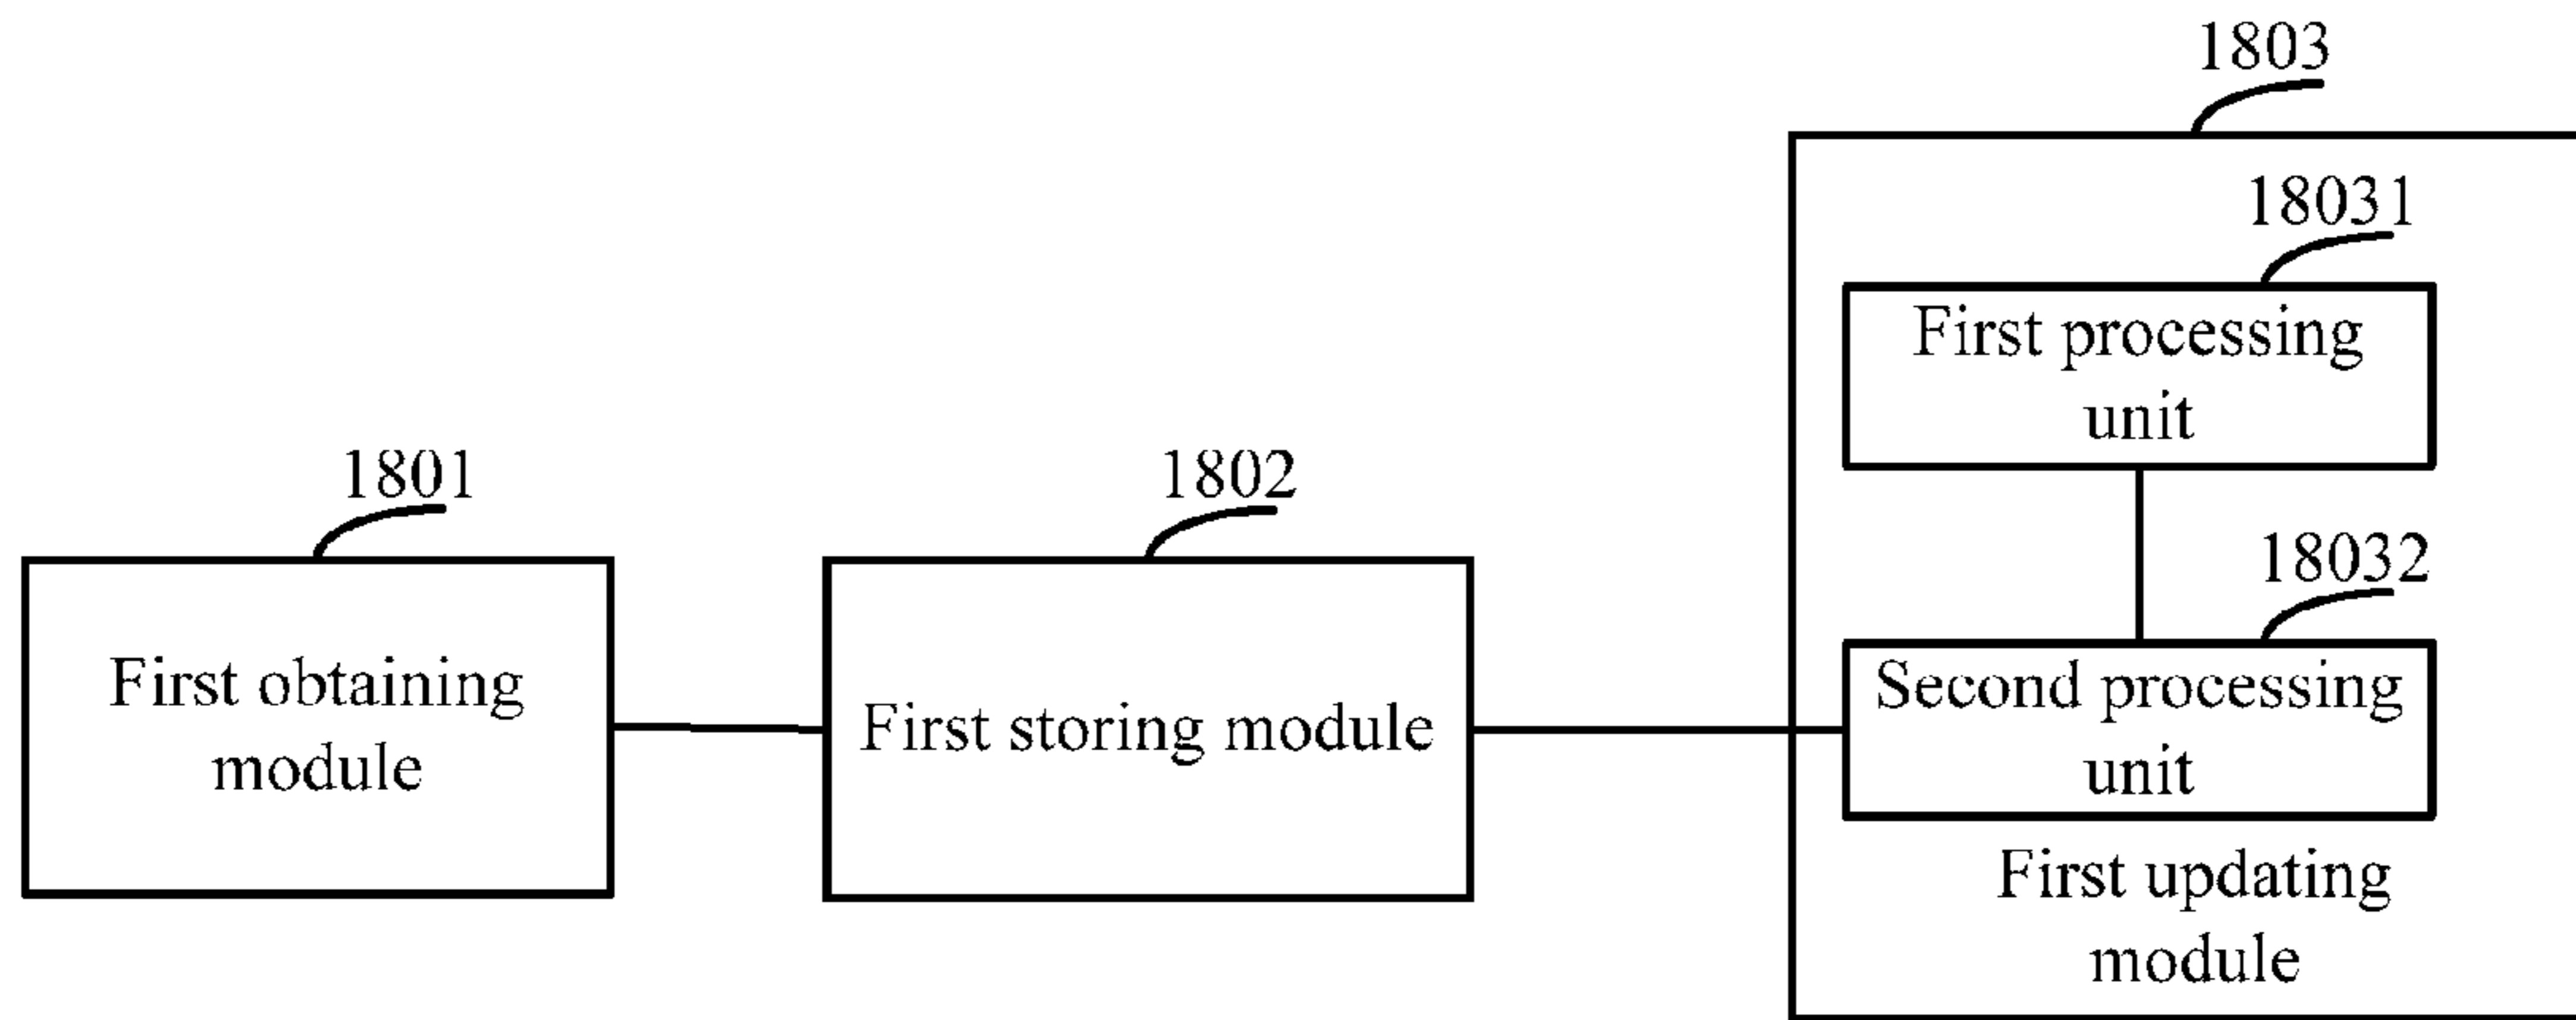 1803
18031
First processing
unit
1801
1802
18032
First obtaining
module
First storing module
Second processing
unit
First updating
module